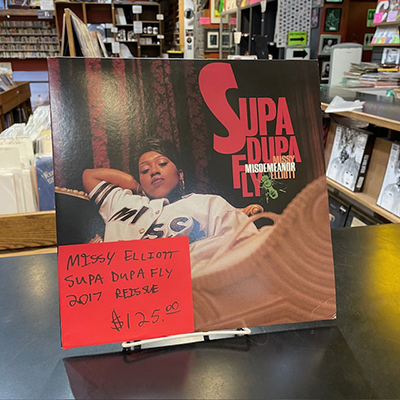 SUPA
DUPA
FLY
MISSY
MISDEMEANOR
ELLIOTT
MISSY ELLIOTT
SUPA DUPA FLY
2017 REISSUE
$125.00